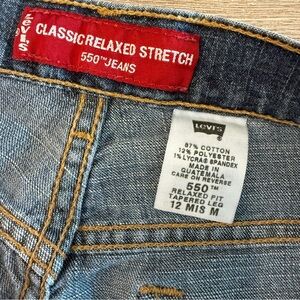 Levi's
CLASSIC RELAXED STRETCH
550™ JEANS
LEVI'S
87% COTTON
12% POLYESTER
1% LYCRA® SPANDEX
MADE IN
GUATEMALA
CARE ON REVERSE
550™
RELAXED FIT
TAPERED LEG
12 MIS M